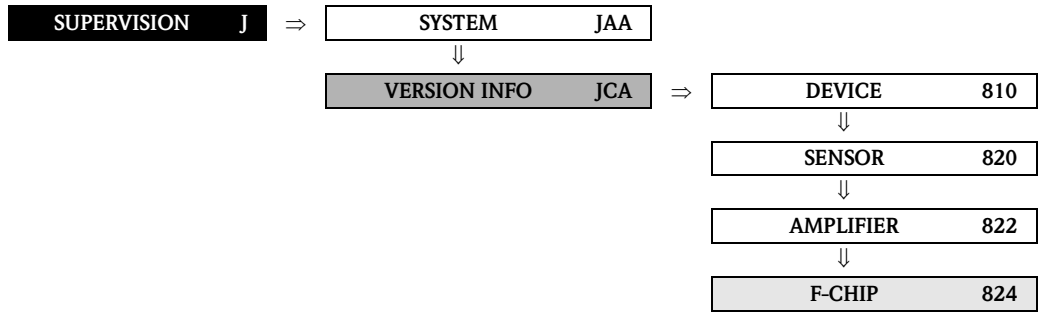 SUPERVISION J ⇒ SYSTEM JAA
⇓
VERSION INFO JCA ⇒ DEVICE 810
⇓
SENSOR 820
⇓
AMPLIFIER 822
⇓
F-CHIP 824